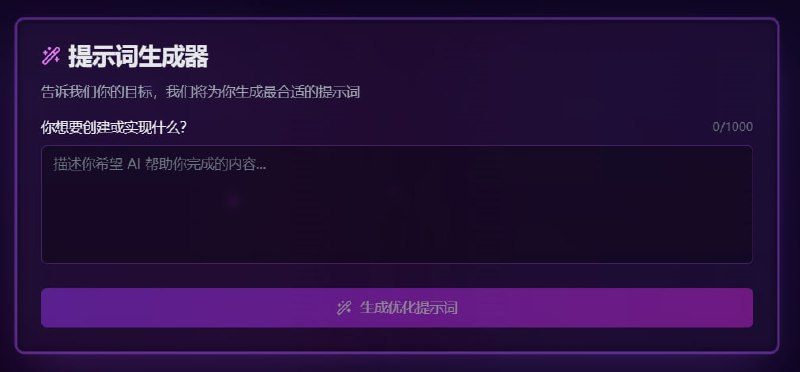 提示词生成器
告诉我们你的目标，我们将为你生成最合适的提示词
你想要创建或实现什么？
0/1000
描述你希望 AI 帮助你完成的内容...
生成优化提示词